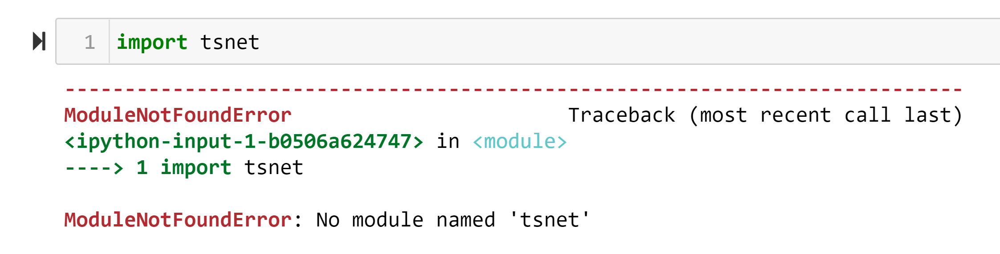 1 import tsnet
---------------------------------------------------------------------------
ModuleNotFoundError                       Traceback (most recent call last)
<ipython-input-1-b0506a624747> in <module>
----> 1 import tsnet
ModuleNotFoundError: No module named 'tsnet'